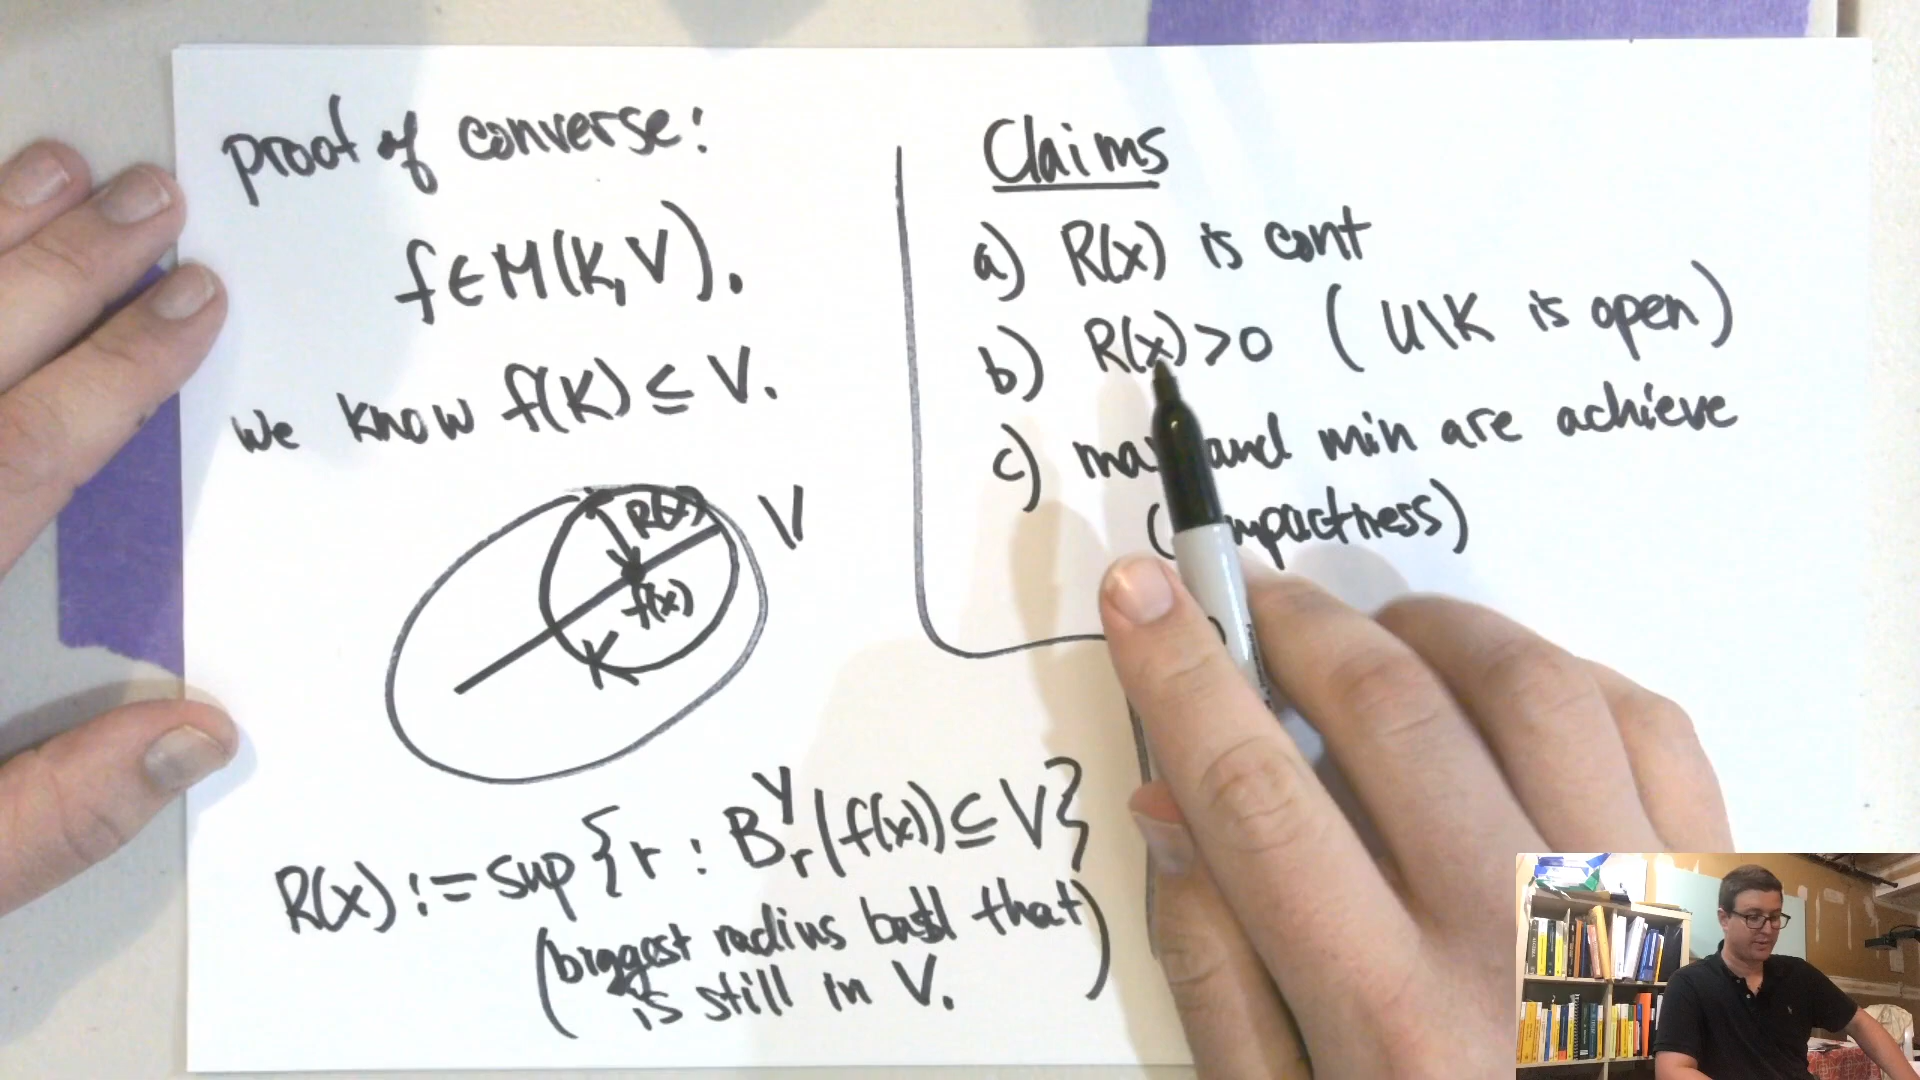 proof of converse:
f∈M(K,V).
we know f(K) ⊆ V.
R(x)
V
f(x)
K
R(x) := sup{r : B_r^Y(f(x)) ⊆ V}
(biggest radius ball that
is still in V.)
Claims
a) R(x) is cont
b) R(x)>0 (U\K is open)
c) and min are achieve